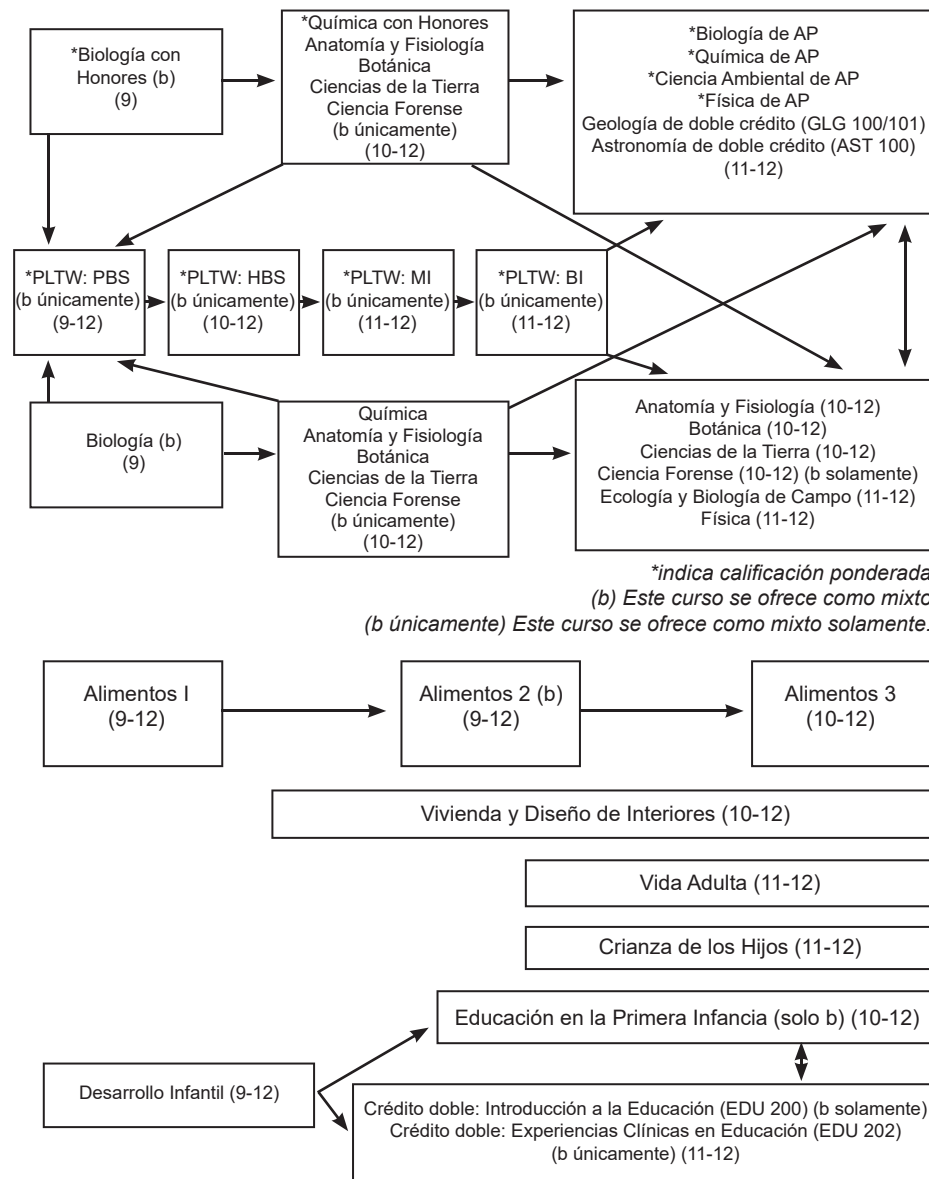 *Biología con
Honores (b)
(9)
*Química con Honores
Anatomía y Fisiología
Botánica
Ciencias de la Tierra
Ciencia Forense
(b únicamente)
(10-12)
*Biología de AP
*Química de AP
*Ciencia Ambiental de AP
*Física de AP
Geología de doble crédito (GLG 100/101)
Astronomía de doble crédito (AST 100)
(11-12)
*PLTW: PBS
(b únicamente)
(9-12)
*PLTW: HBS
(b únicamente)
(10-12)
*PLTW: MI
(b únicamente)
(11-12)
*PLTW: BI
(b únicamente)
(11-12)
Biología (b)
(9)
Química
Anatomía y Fisiología
Botánica
Ciencias de la Tierra
Ciencia Forense
(b únicamente)
(10-12)
Anatomía y Fisiología (10-12)
Botánica (10-12)
Ciencias de la Tierra (10-12)
Ciencia Forense (10-12) (b solamente)
Ecología y Biología de Campo (11-12)
Física (11-12)
*indica calificación ponderada
(b) Este curso se ofrece como mixto
(b únicamente) Este curso se ofrece como mixto solamente.
Alimentos I
(9-12)
Alimentos 2 (b)
(9-12)
Alimentos 3
(10-12)
Vivienda y Diseño de Interiores (10-12)
Vida Adulta (11-12)
Crianza de los Hijos (11-12)
Educación en la Primera Infancia (solo b) (10-12)
Desarrollo Infantil (9-12)
Crédito doble: Introducción a la Educación (EDU 200) (b solamente)
Crédito doble: Experiencias Clínicas en Educación (EDU 202)
(b únicamente) (11-12)